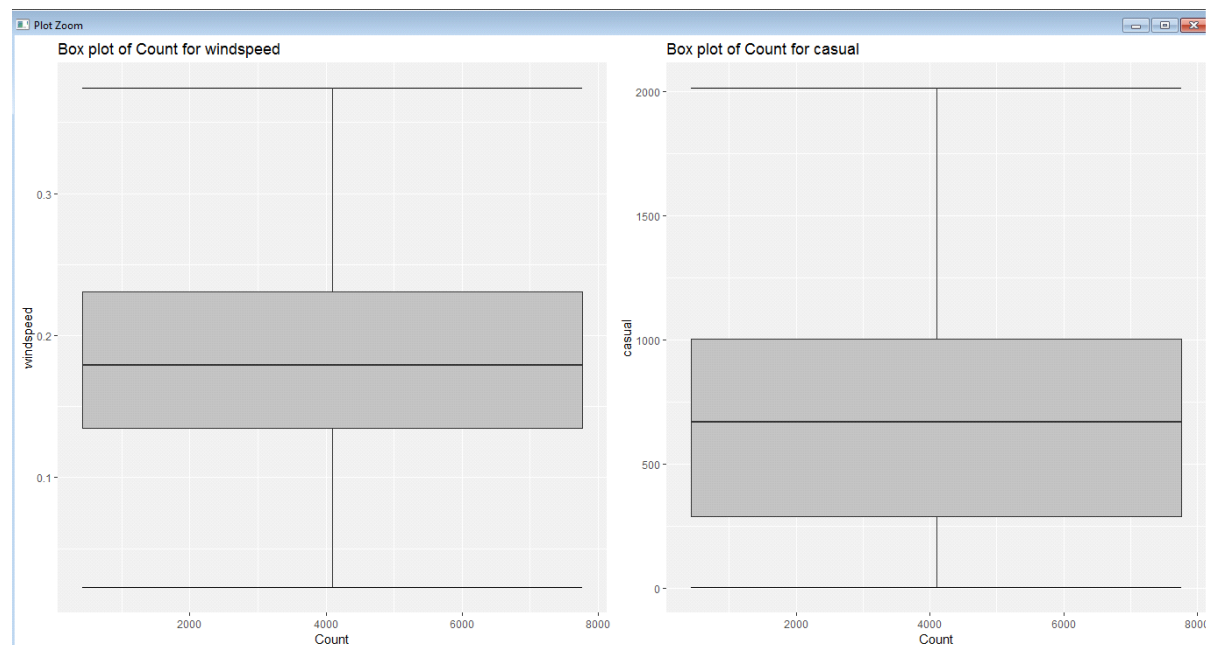 Plot Zoom
Box plot of Count for windspeed
windspeed
0.3
0.2
0.1
2000 4000 6000 8000
Count
Box plot of Count for casual
casual
2000
1500
1000
500
0
2000 4000 6000 8000
Count